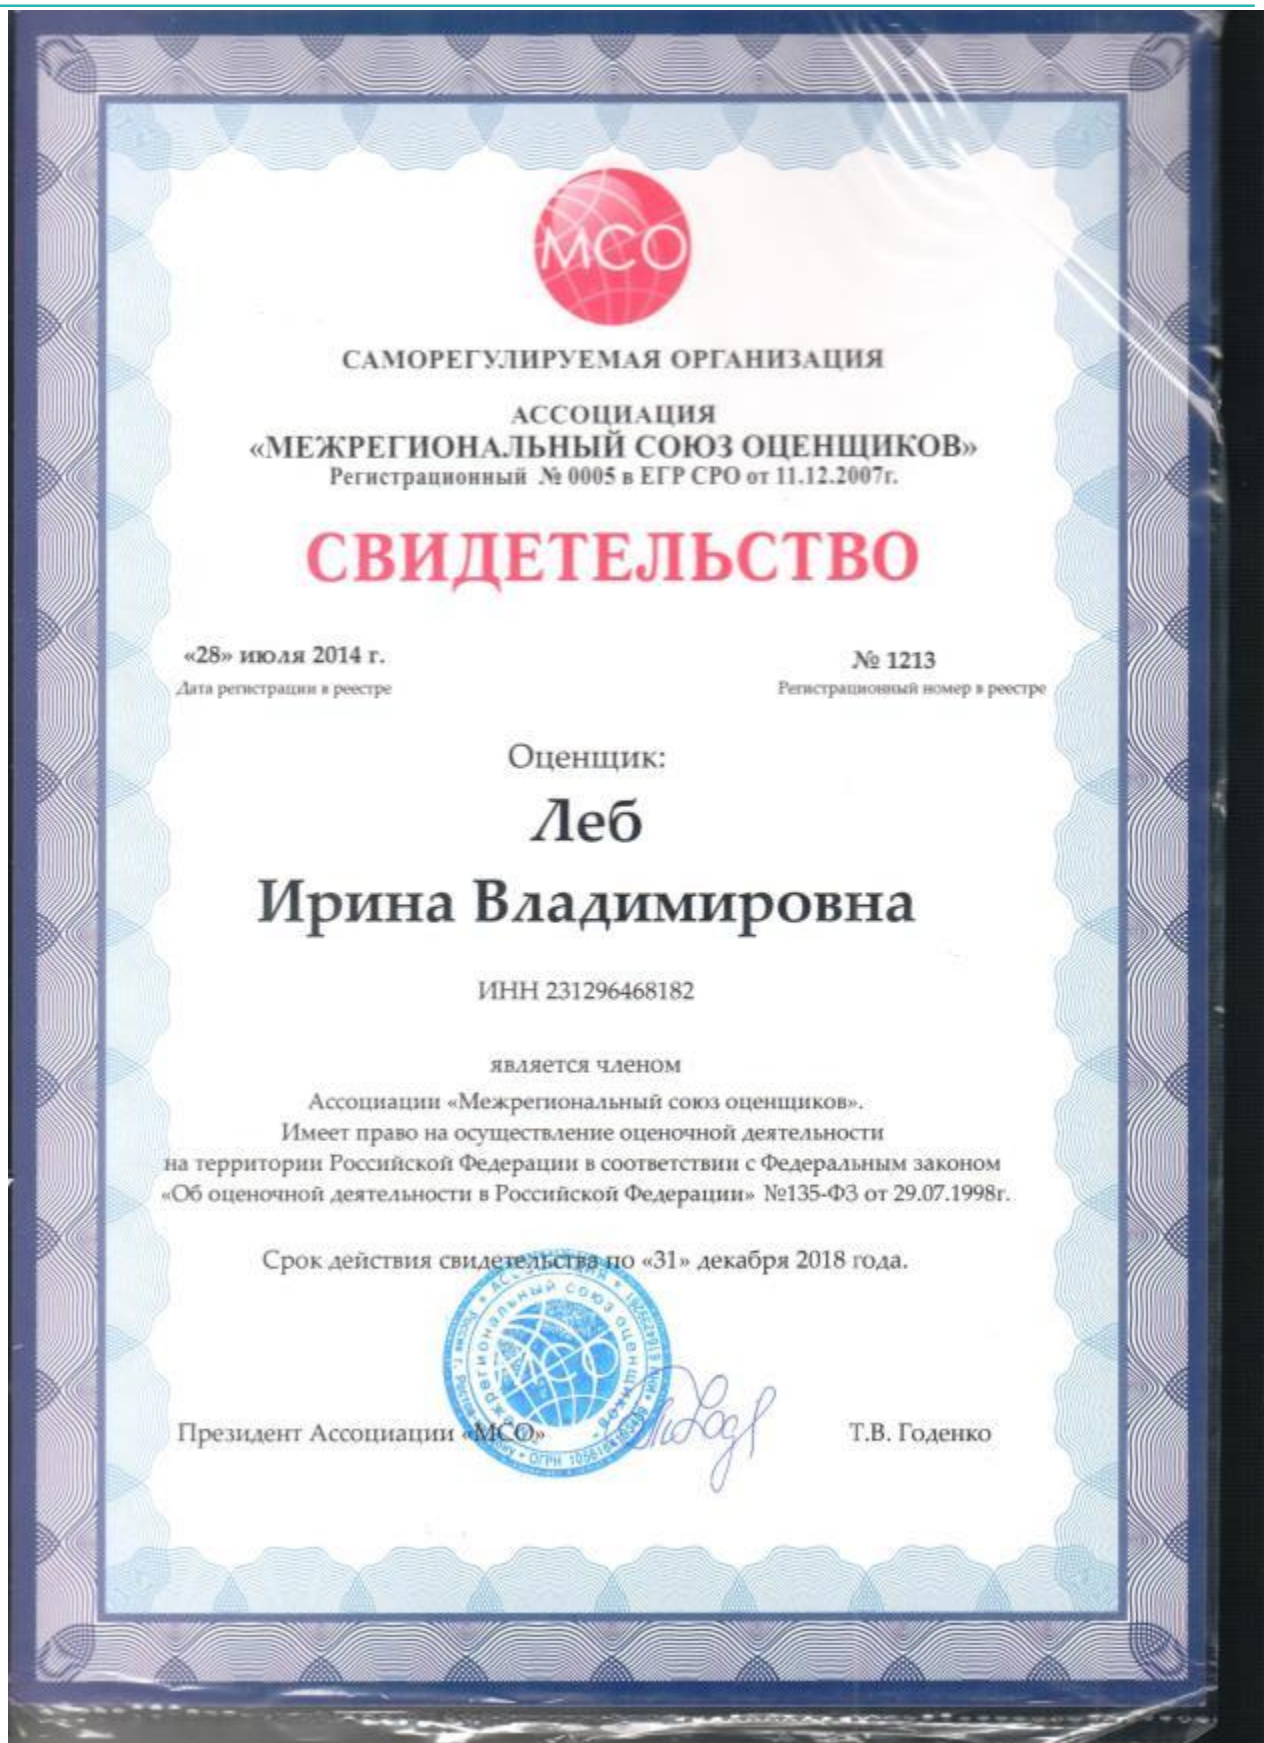 МСО
САМОРЕГУЛИРУЕМАЯ ОРГАНИЗАЦИЯ
АССОЦИАЦИЯ
«МЕЖРЕГИОНАЛЬНЫЙ СОЮЗ ОЦЕНЩИКОВ»
Регистрационный № 0005 в ЕГР СРО от 11.12.2007г.
СВИДЕТЕЛЬСТВО
«28» июля 2014 г.
Дата регистрации в реестре
№ 1213
Регистрационный номер в реестре
Оценщик:
Леб
Ирина Владимировна
ИНН 231296468182
является членом
Ассоциации «Межрегиональный союз оценщиков».
Имеет право на осуществление оценочной деятельности
на территории Российской Федерации в соответствии с Федеральным законом
«Об оценочной деятельности в Российской Федерации» №135-ФЗ от 29.07.1998г.
Срок действия свидетельства по «31» декабря 2018 года.
Межрегиональный союз оценщиков
МСО
Президент Ассоциации «МСО»
Т.В. Годенко